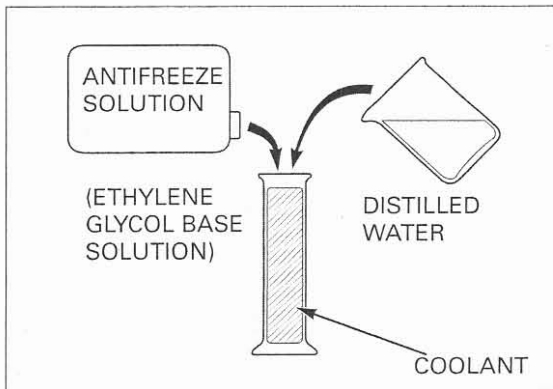 ANTIFREEZE
SOLUTION
(ETHYLENE
GLYCOL BASE
SOLUTION)
DISTILLED
WATER
COOLANT